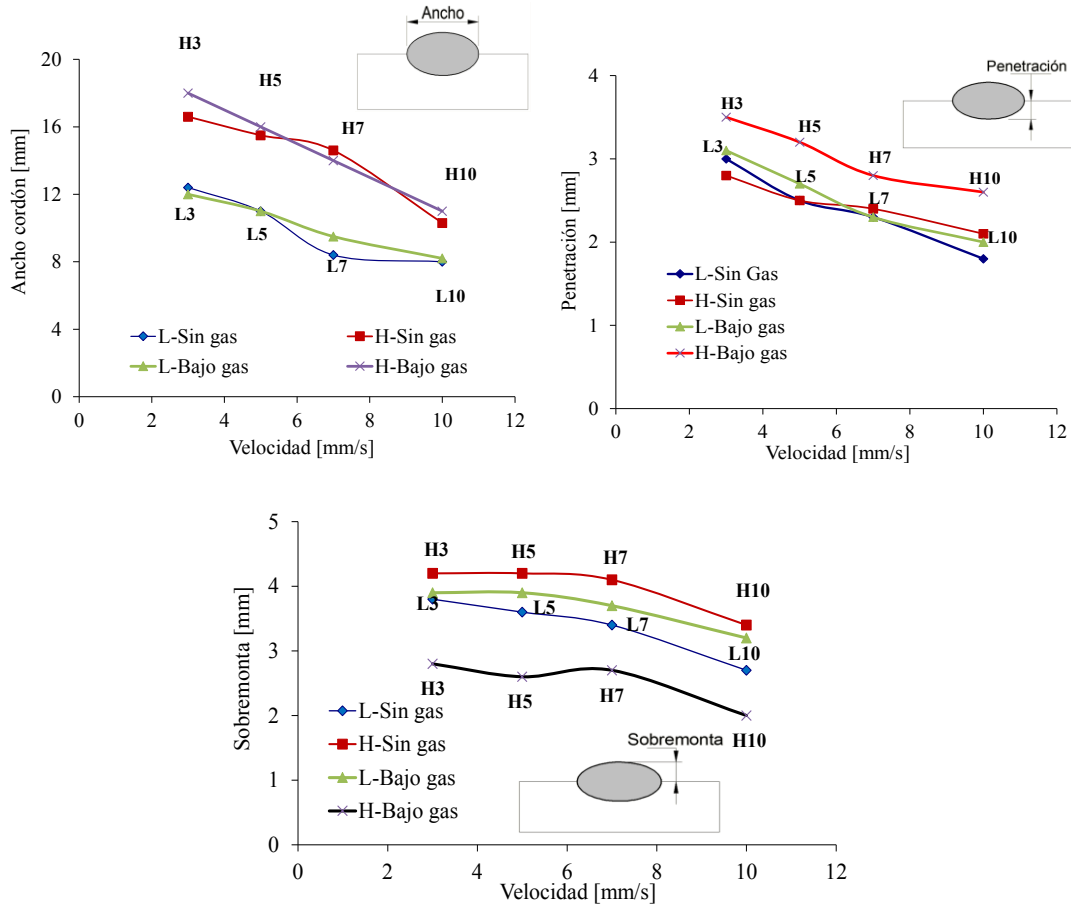 Ancho
Ancho cordón [mm]
20
16
12
8
4
0
H3
H5
H7
H10
L3
L5
L7
L10
L-Sin gas
H-Sin gas
L-Bajo gas
H-Bajo gas
0 2 4 6 8 10 12
Velocidad [mm/s]
Penetración
Penetración [mm]
4
3
2
1
0
H3
H5
H7
H10
L3
L5
L7
L10
L-Sin Gas
H-Sin gas
L-Bajo gas
H-Bajo gas
0 2 4 6 8 10 12
Velocidad [mm/s]
Sobremonta [mm]
5
4
3
2
1
0
H3
H5
H7
H10
L3
L5
L7
L10
H3
H5
H7
H10
L-Sin gas
H-Sin gas
L-Bajo gas
H-Bajo gas
Sobremonta
0 2 4 6 8 10 12
Velocidad [mm/s]